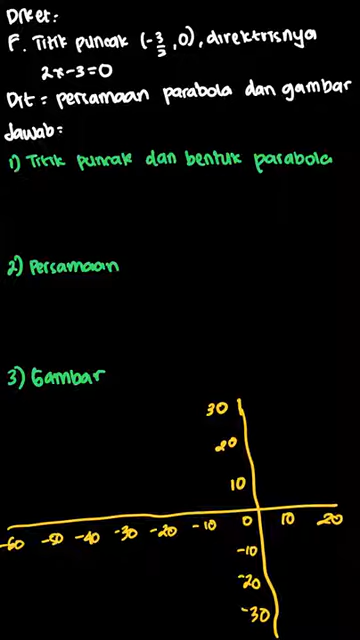 Diket:
F. Titik puncak (-3/3, 0), direktrisnya
2x-3=0
Dit = persamaan parabola dan gambar
Jawab=
1) Titik puncak dan bentuk parabola
2) Persamaan
3) Gambar
30
20
10
-60 -50 -40 -30 -20 -10 0 10 20
-10
-20
-30